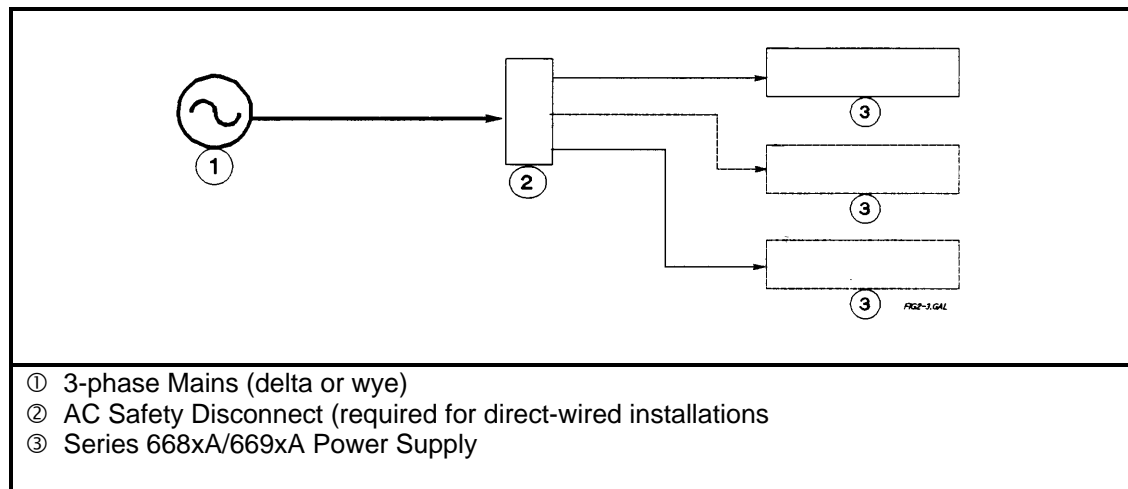 1
2
3
3
3
FIG2-3.GAL
① 3-phase Mains (delta or wye)
② AC Safety Disconnect (required for direct-wired installations
③ Series 668xA/669xA Power Supply